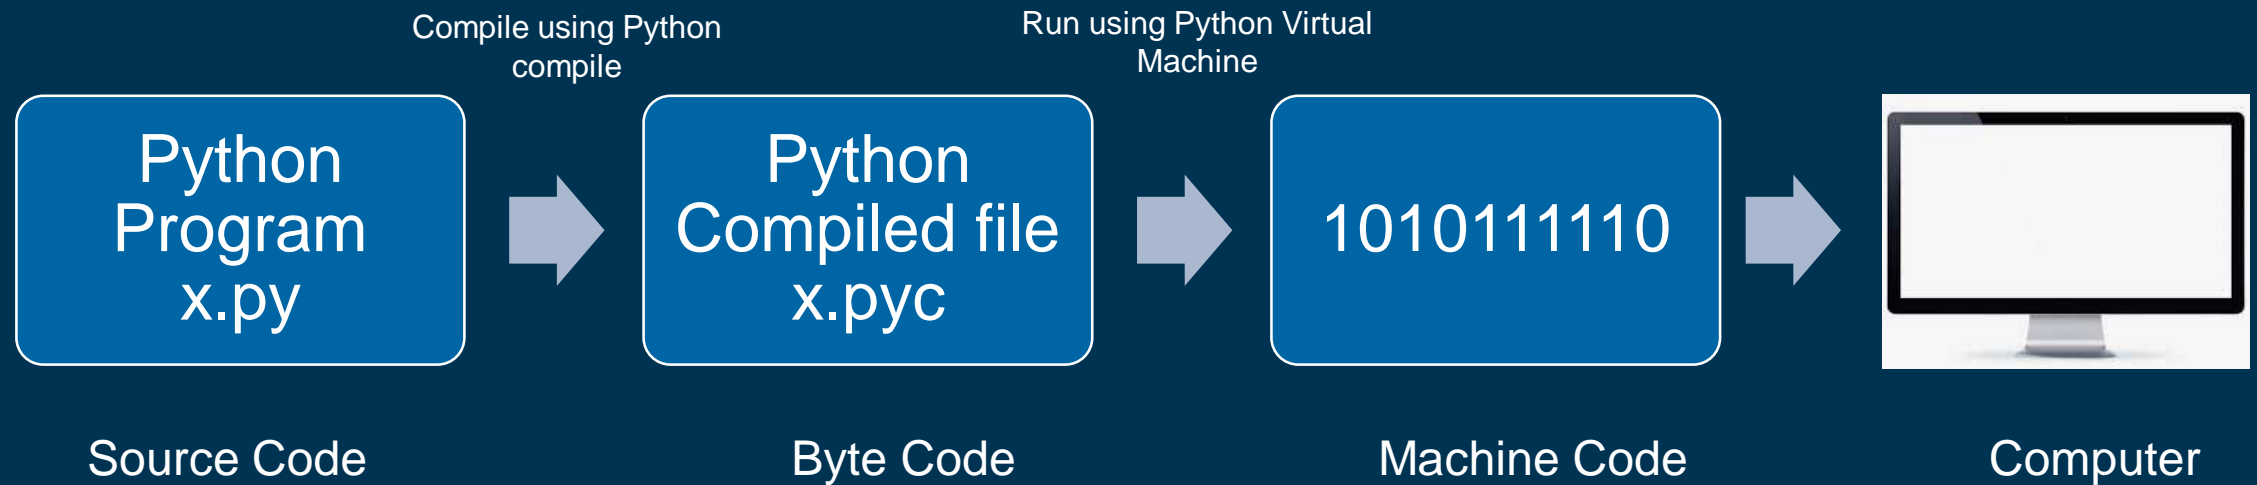 Compile using Python
compile
Run using Python Virtual
Machine
Python
Program
x.py
Python
Compiled file
x.pyc
1010111110
Source Code
Byte Code
Machine Code
Computer